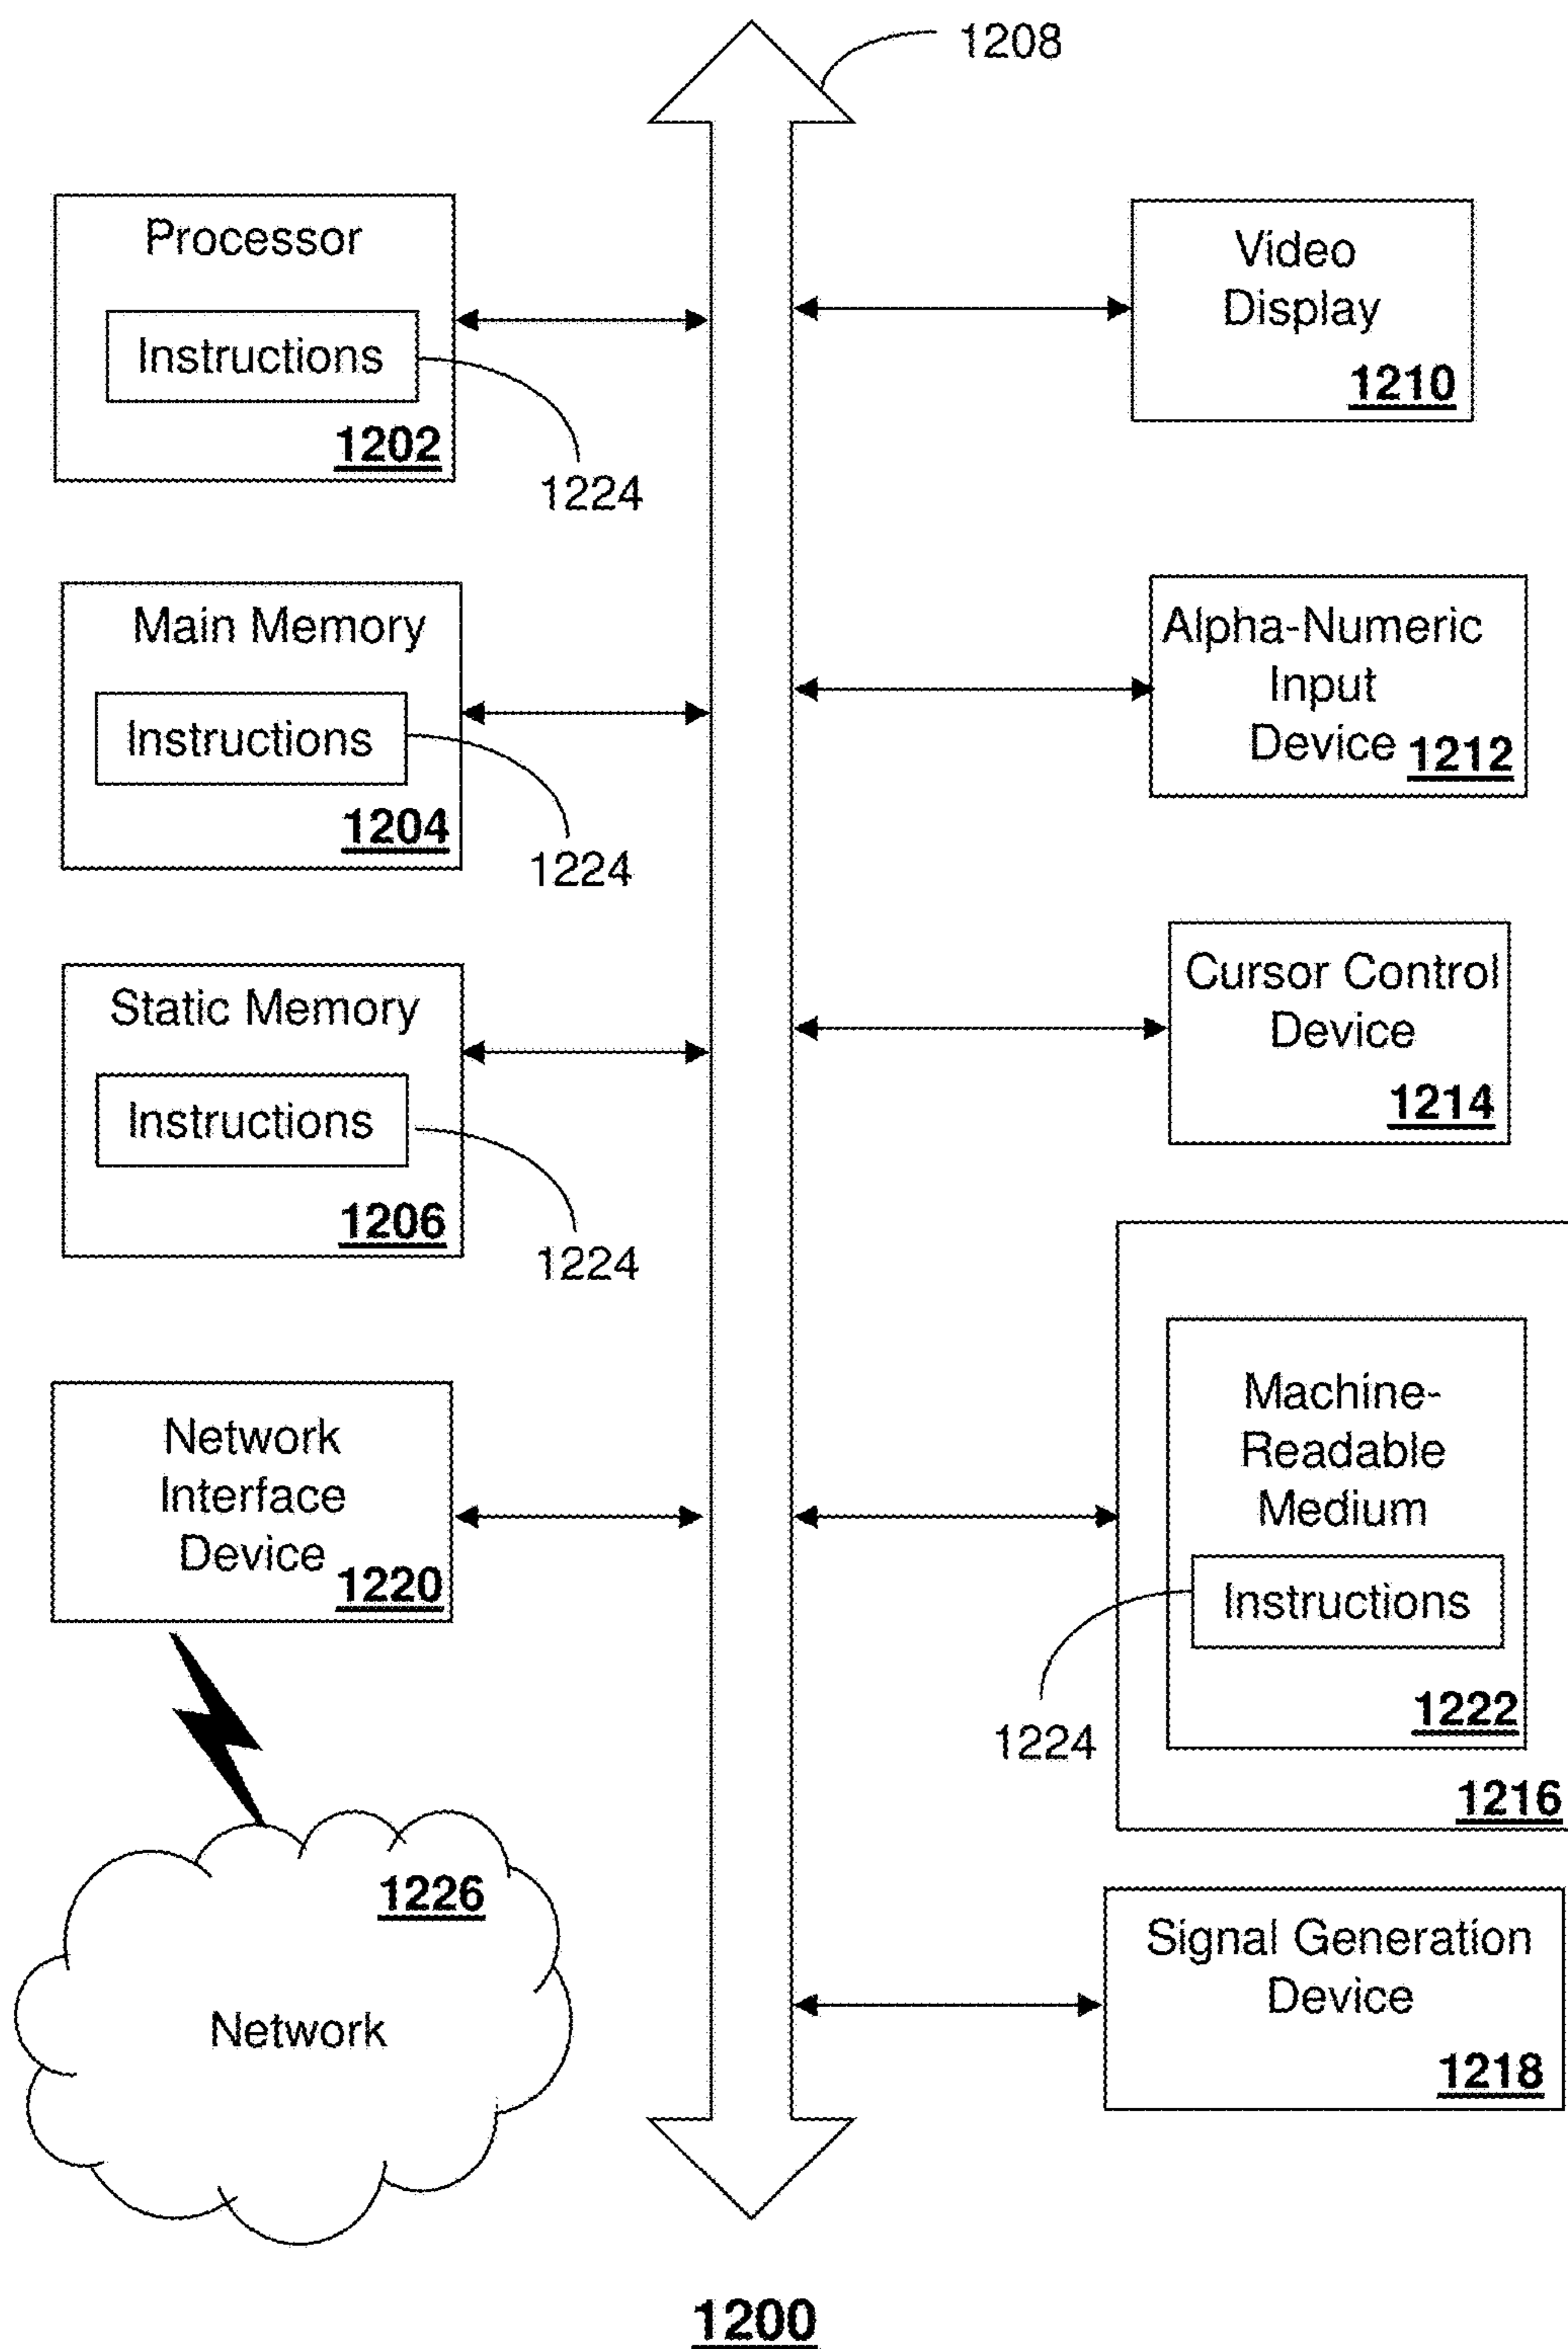 1208
Processor
Instructions
1202
1224
Main Memory
Instructions
1204
1224
Static Memory
Instructions
1206
1224
Network
Interface
Device
1220
1226
Network
Video
Display
1210
Alpha-Numeric
Input
Device 1212
Cursor Control
Device
1214
Machine-
Readable
Medium
Instructions
1224
1222
1216
Signal Generation
Device
1218
1200